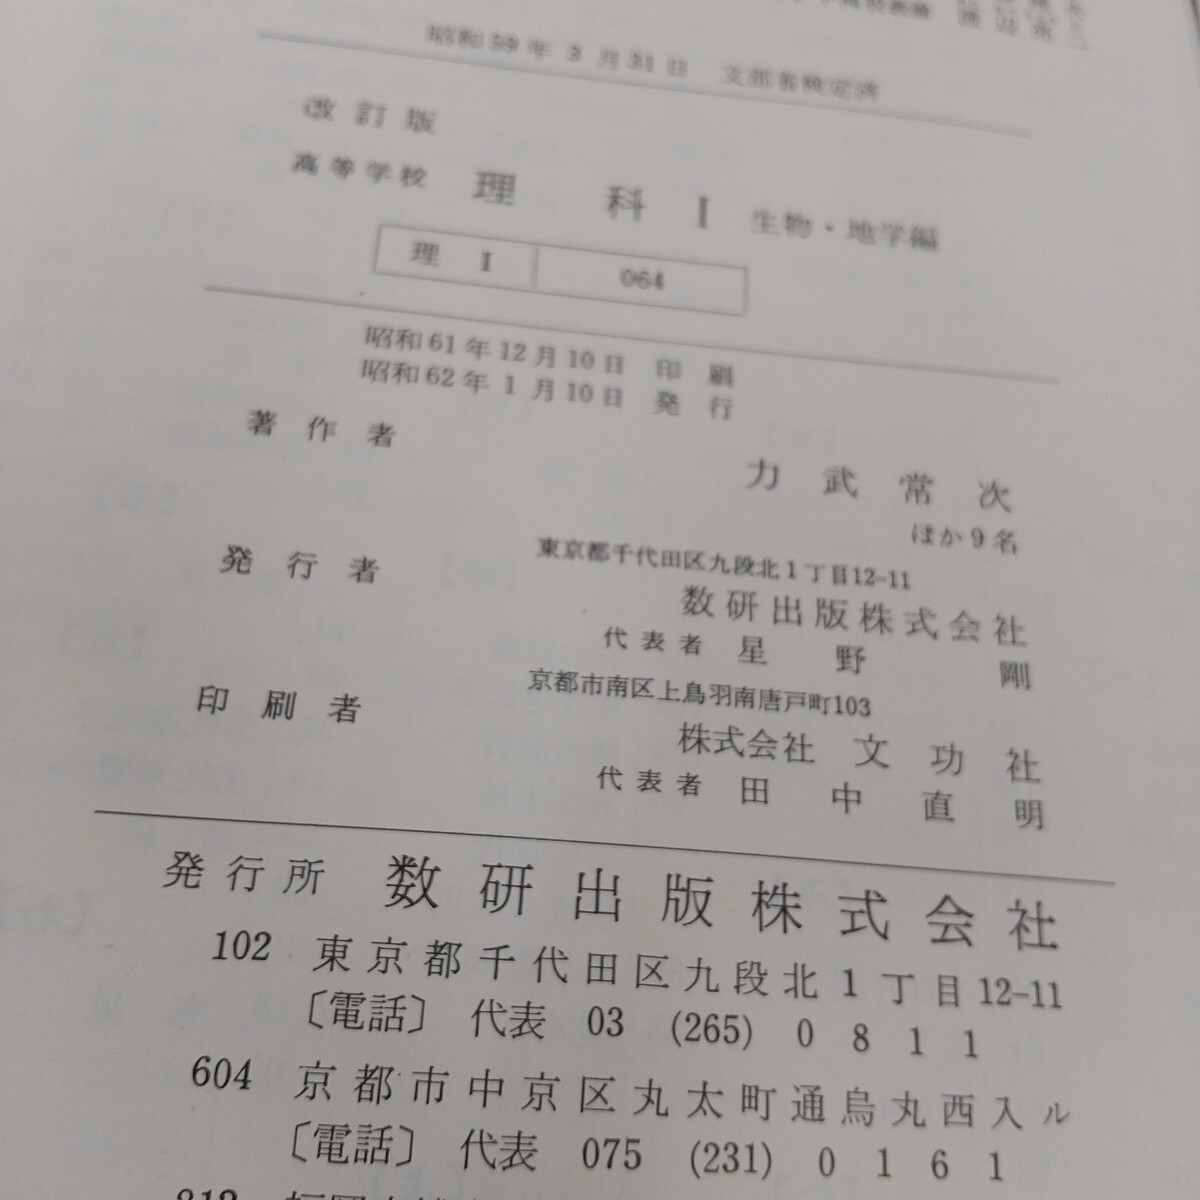 昭和59年3月31日 文部省検定済
改訂版
高等学校 理科Ⅰ 生物・地学編
理Ⅰ 064
昭和61年12月10日 印刷
昭和62年1月10日 発行
著作者
力武常次
ほか9名
東京都千代田区九段北1丁目12-11
発行者 数研出版株式会社
代表者 星野剛
京都市南区上鳥羽南唐戸町103
印刷者 株式会社 文功社
代表者 田中直明
発行所 数研出版株式会社
102 東京都千代田区九段北1丁目12-11
〔電話〕 代表 03 (265) 0811
604 京都市中京区丸太町通烏丸西入ル
〔電話〕 代表 075 (231) 0161